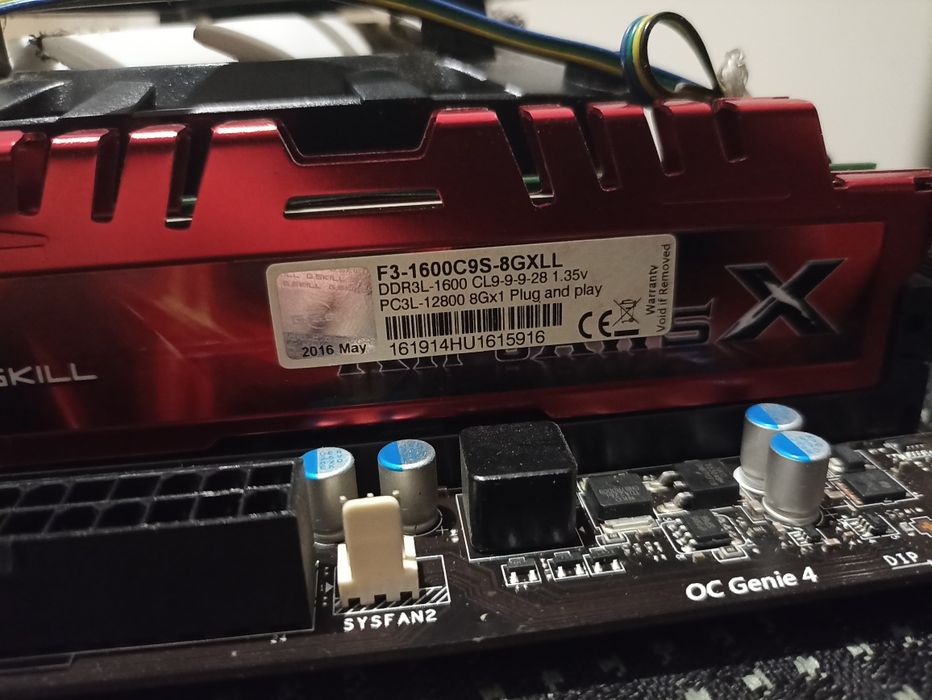 F3-1600C9S-8GXLL
DDR3L-1600 CL9-9-9-28 1.35v
PC3L-12800 8Gx1 Plug and play
161914HU1615916
2016 May
Warranty
Void if Removed
CE
G.SKILL
X
SYSFAN2
OC Genie 4
DIP